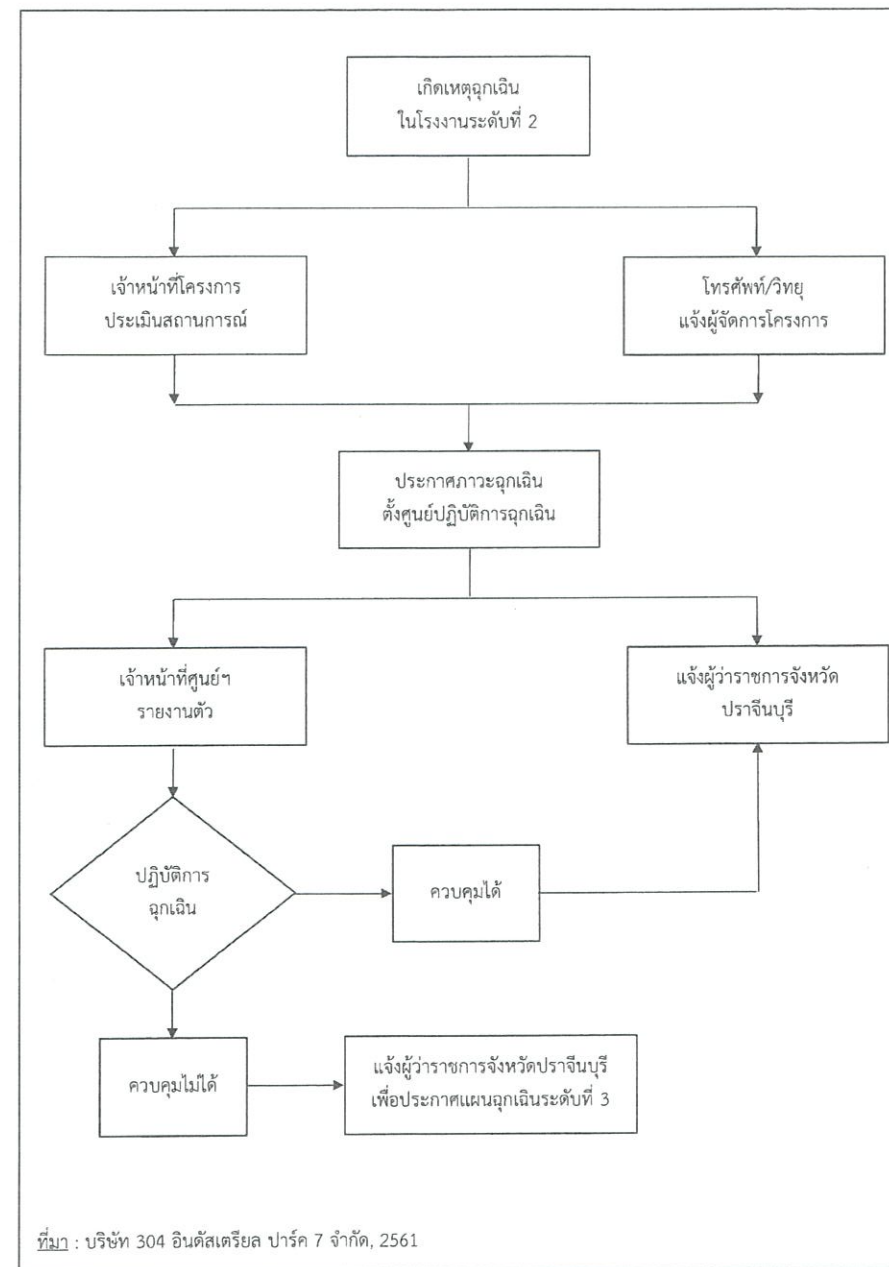 เกิดเหตุฉุกเฉิน
ในโรงงานระดับที่ 2
เจ้าหน้าที่โครงการ
ประเมินสถานการณ์
โทรศัพท์/วิทยุ
แจ้งผู้จัดการโครงการ
ประกาศภาวะฉุกเฉิน
ตั้งศูนย์ปฏิบัติการฉุกเฉิน
เจ้าหน้าที่ศูนย์ฯ
รายงานตัว
แจ้งผู้ว่าราชการจังหวัด
ปราจีนบุรี
ปฏิบัติการ
ฉุกเฉิน
ควบคุมได้
ควบคุมไม่ได้
แจ้งผู้ว่าราชการจังหวัดปราจีนบุรี
เพื่อประกาศแผนฉุกเฉินระดับที่ 3
ที่มา : บริษัท 304 อินดัสเตรียล ปาร์ค 7 จำกัด, 2561